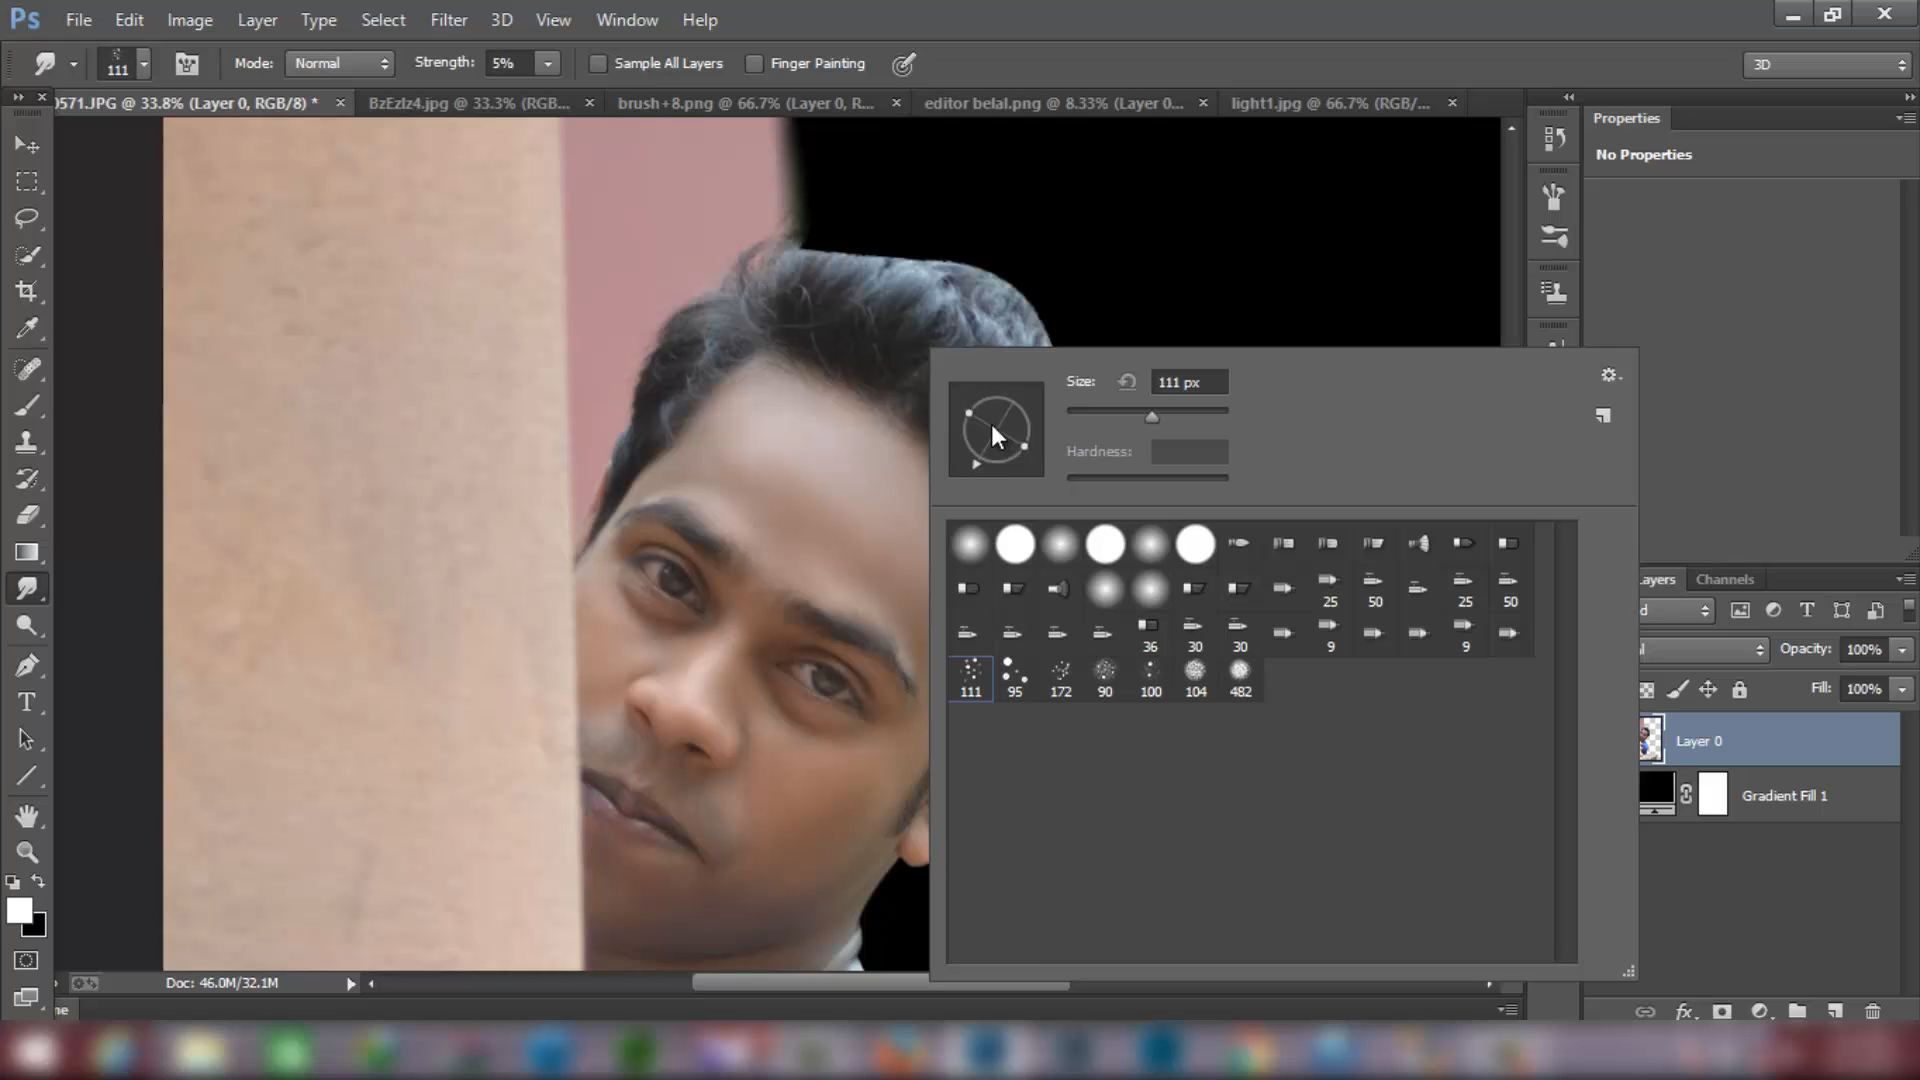 Ps File Edit Image Layer Type Select Filter 3D View Window Help
111 Mode: Normal Strength: 5% Sample All Layers Finger Painting 3D
0571.JPG @ 33.8% (Layer 0, RGB/8) * BzEzIz4.jpg @ 33.3% (RGB... brush+8.png @ 66.7% (Layer 0, R... editor belal.png @ 8.33% (Layer 0... light1.jpg @ 66.7% (RGB/...
Properties
No Properties
Size: 111 px
Hardness:
25 50 25 50
36 30 30 9 9
111 95 172 90 100 104 482
Layers Channels
Opacity: 100%
Fill: 100%
Layer 0
Gradient Fill 1
Doc: 46.0M/32.1M
fx